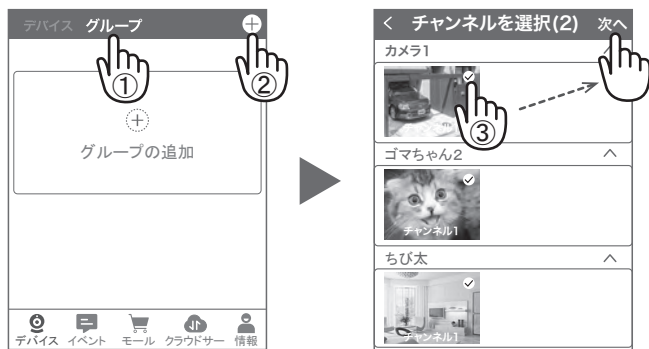 デバイス グループ
①
②
グループの追加
デバイス イベント モール クラウドサー 情報
チャンネルを選択(2) 次へ
カメラ1
③
ゴマちゃん2
チャンネル1
ちび太
チャンネル1